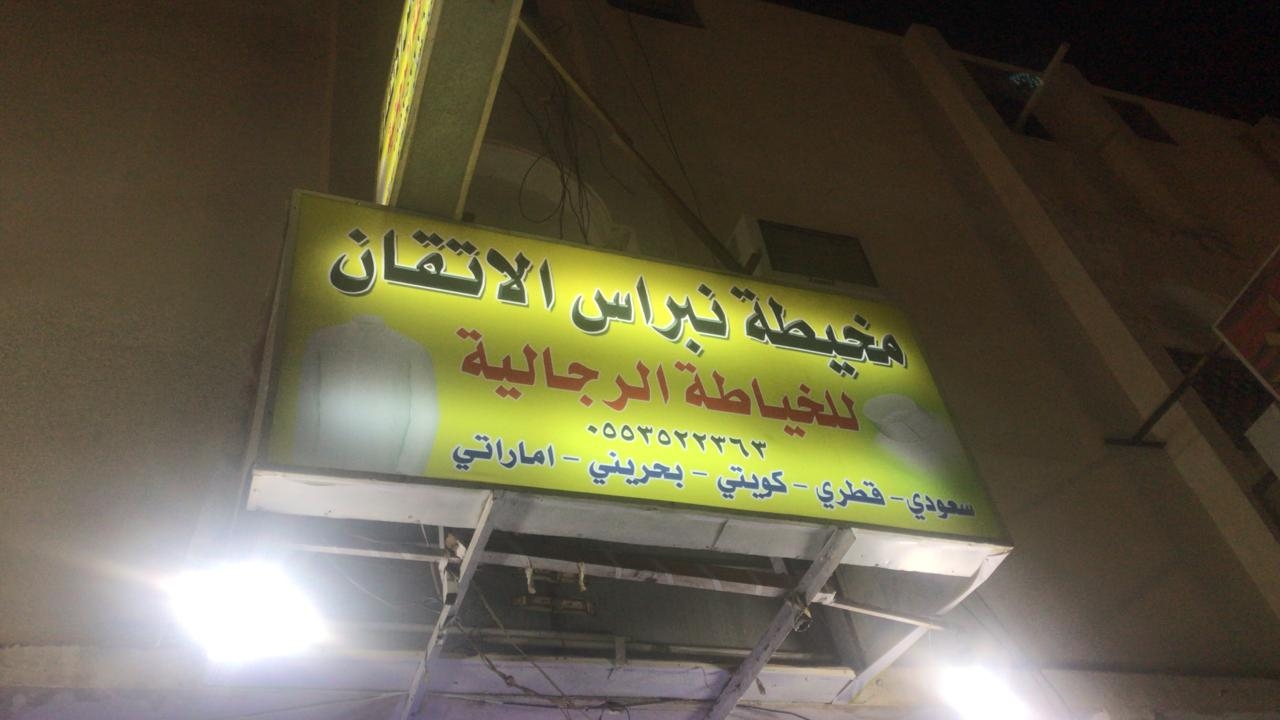 مخيطة نبراس الاتقان
للخياطة الرجالية
٠٥٥٣٥٢٢٣٦٣
سعودي - قطري - كويتي - بحريني - اماراتي